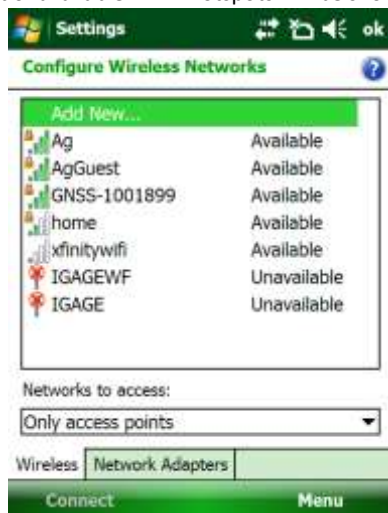 Settings ok
Configure Wireless Networks ?
Add New...
Ag Available
AgGuest Available
GNSS-1001899 Available
home Available
xfinitywifi Available
IGAGEWF Unavailable
IGAGE Unavailable
Networks to access:
Only access points
Wireless Network Adapters
Connect Menu